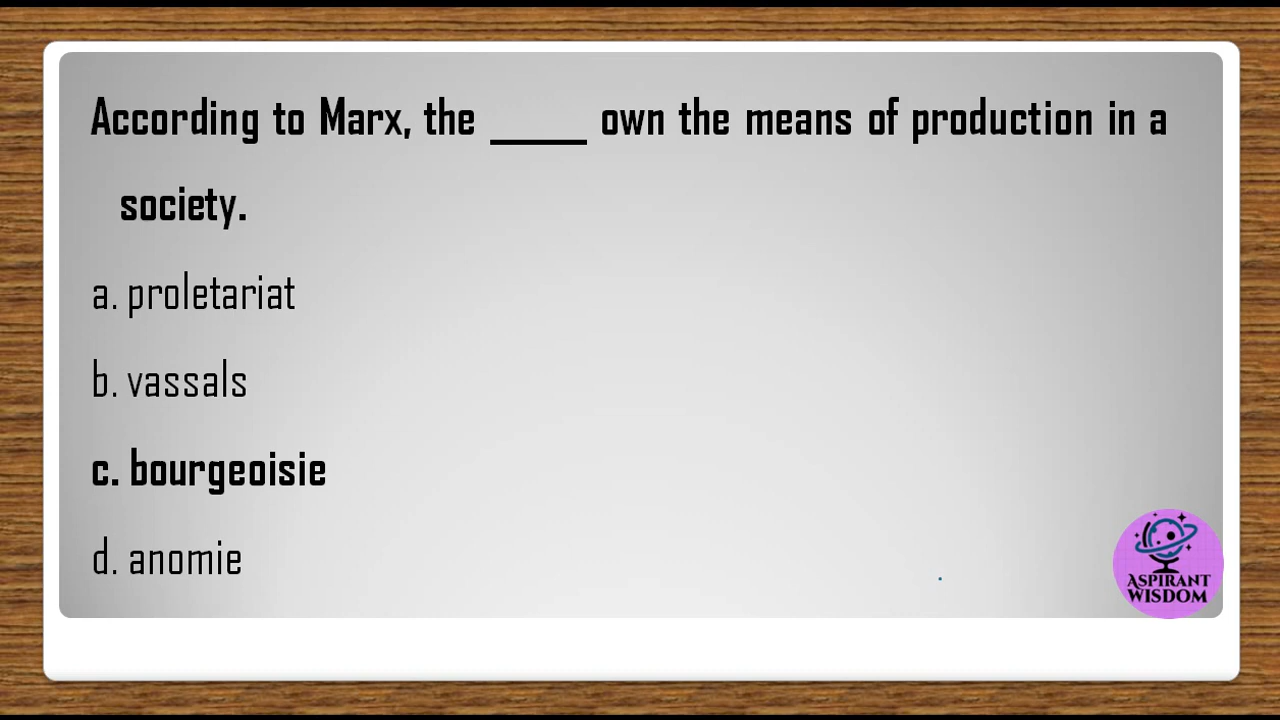 According to Marx, the _____ own the means of production in a
society.
a. proletariat
b. vassals
c. bourgeoisie
d. anomie
ASPIRANT
WISDOM